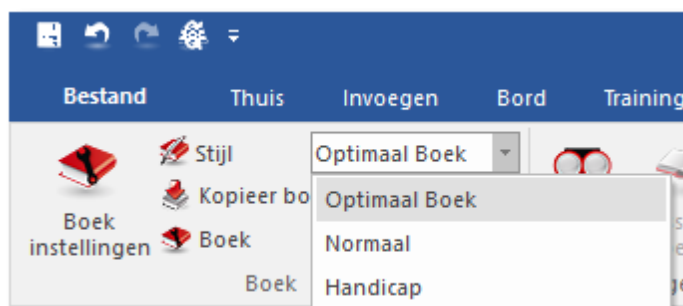 Bestand Thuis Invoegen Bord Training
Stijl Optimaal Boek
Kopieer bo
Boek
instellingen
Boek
Boek
Optimaal Boek
Normaal
Handicap